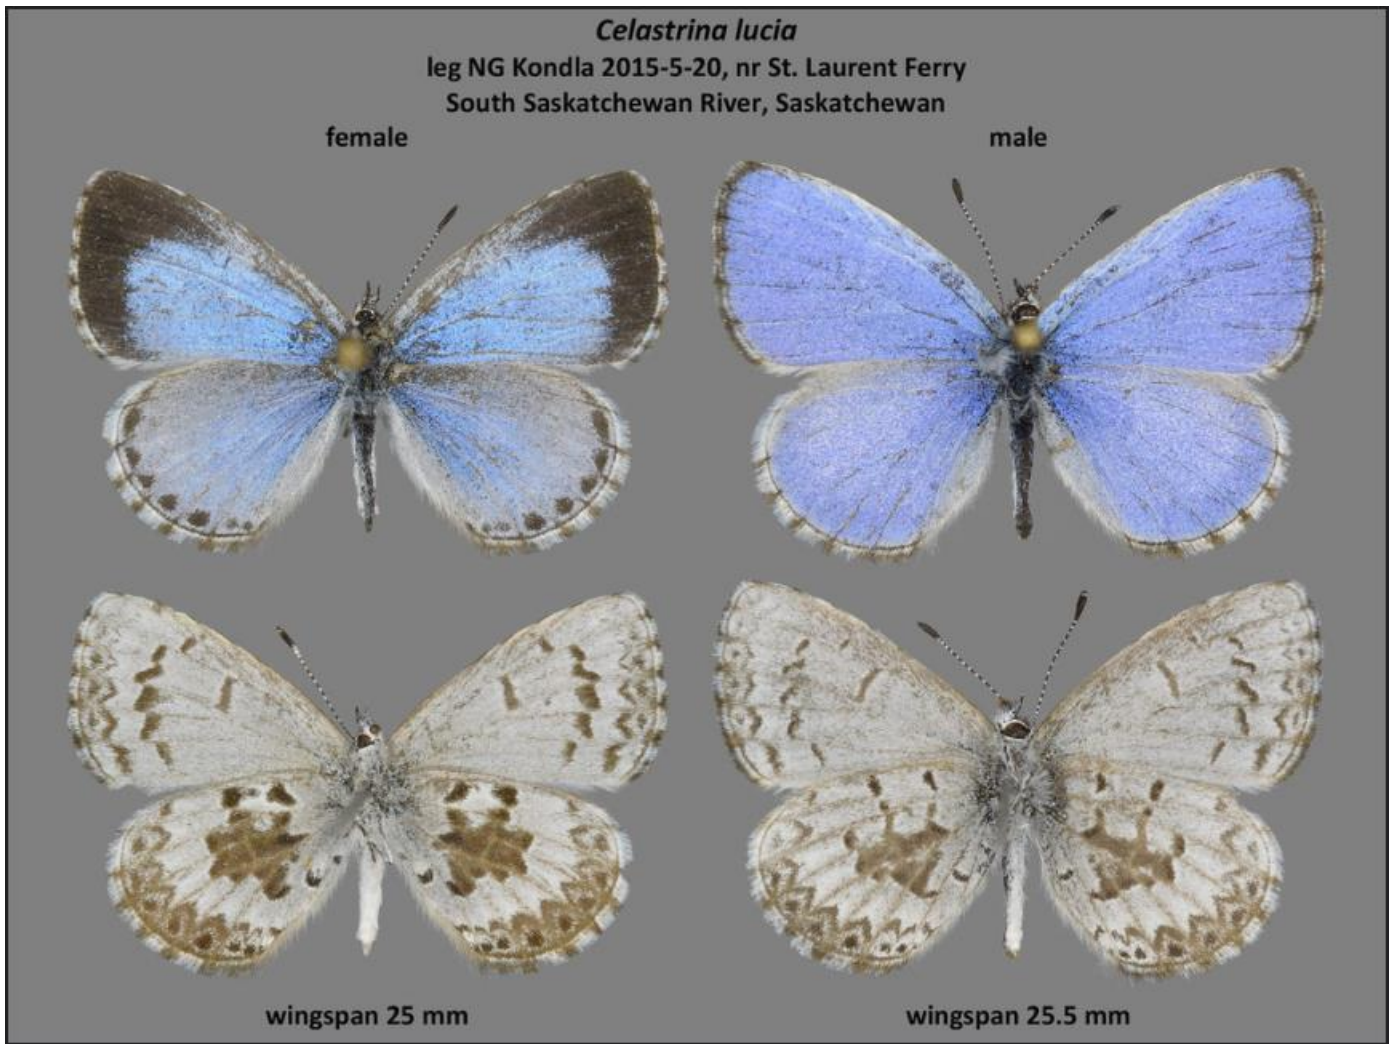 Celastrina lucia
leg NG Kondla 2015-5-20, nr St. Laurent Ferry
South Saskatchewan River, Saskatchewan
female
male
wingspan 25 mm
wingspan 25.5 mm